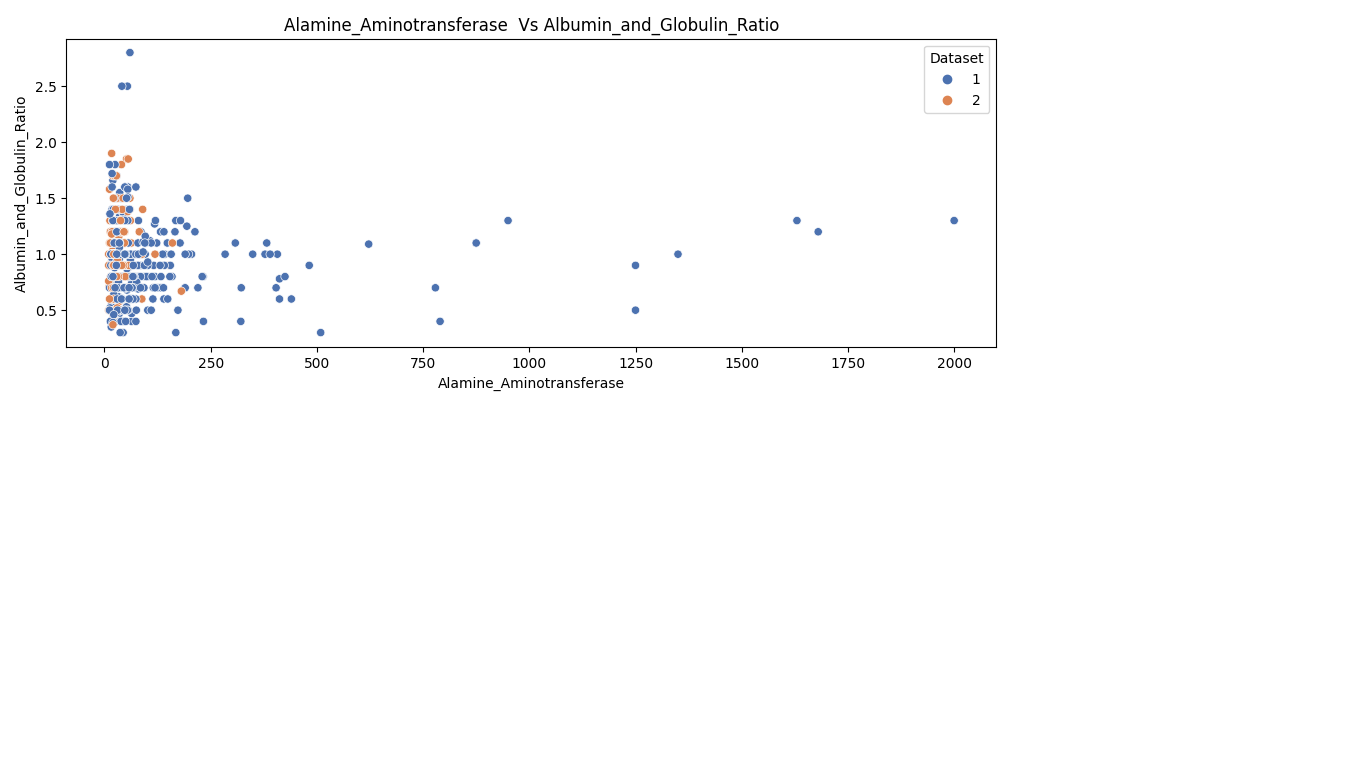 Alamine_Aminotransferase  Vs Albumin_and_Globulin_Ratio
Dataset
1
2
Albumin_and_Globulin_Ratio
2.5
2.0
1.5
1.0
0.5
0 250 500 750 1000 1250 1500 1750 2000
Alamine_Aminotransferase